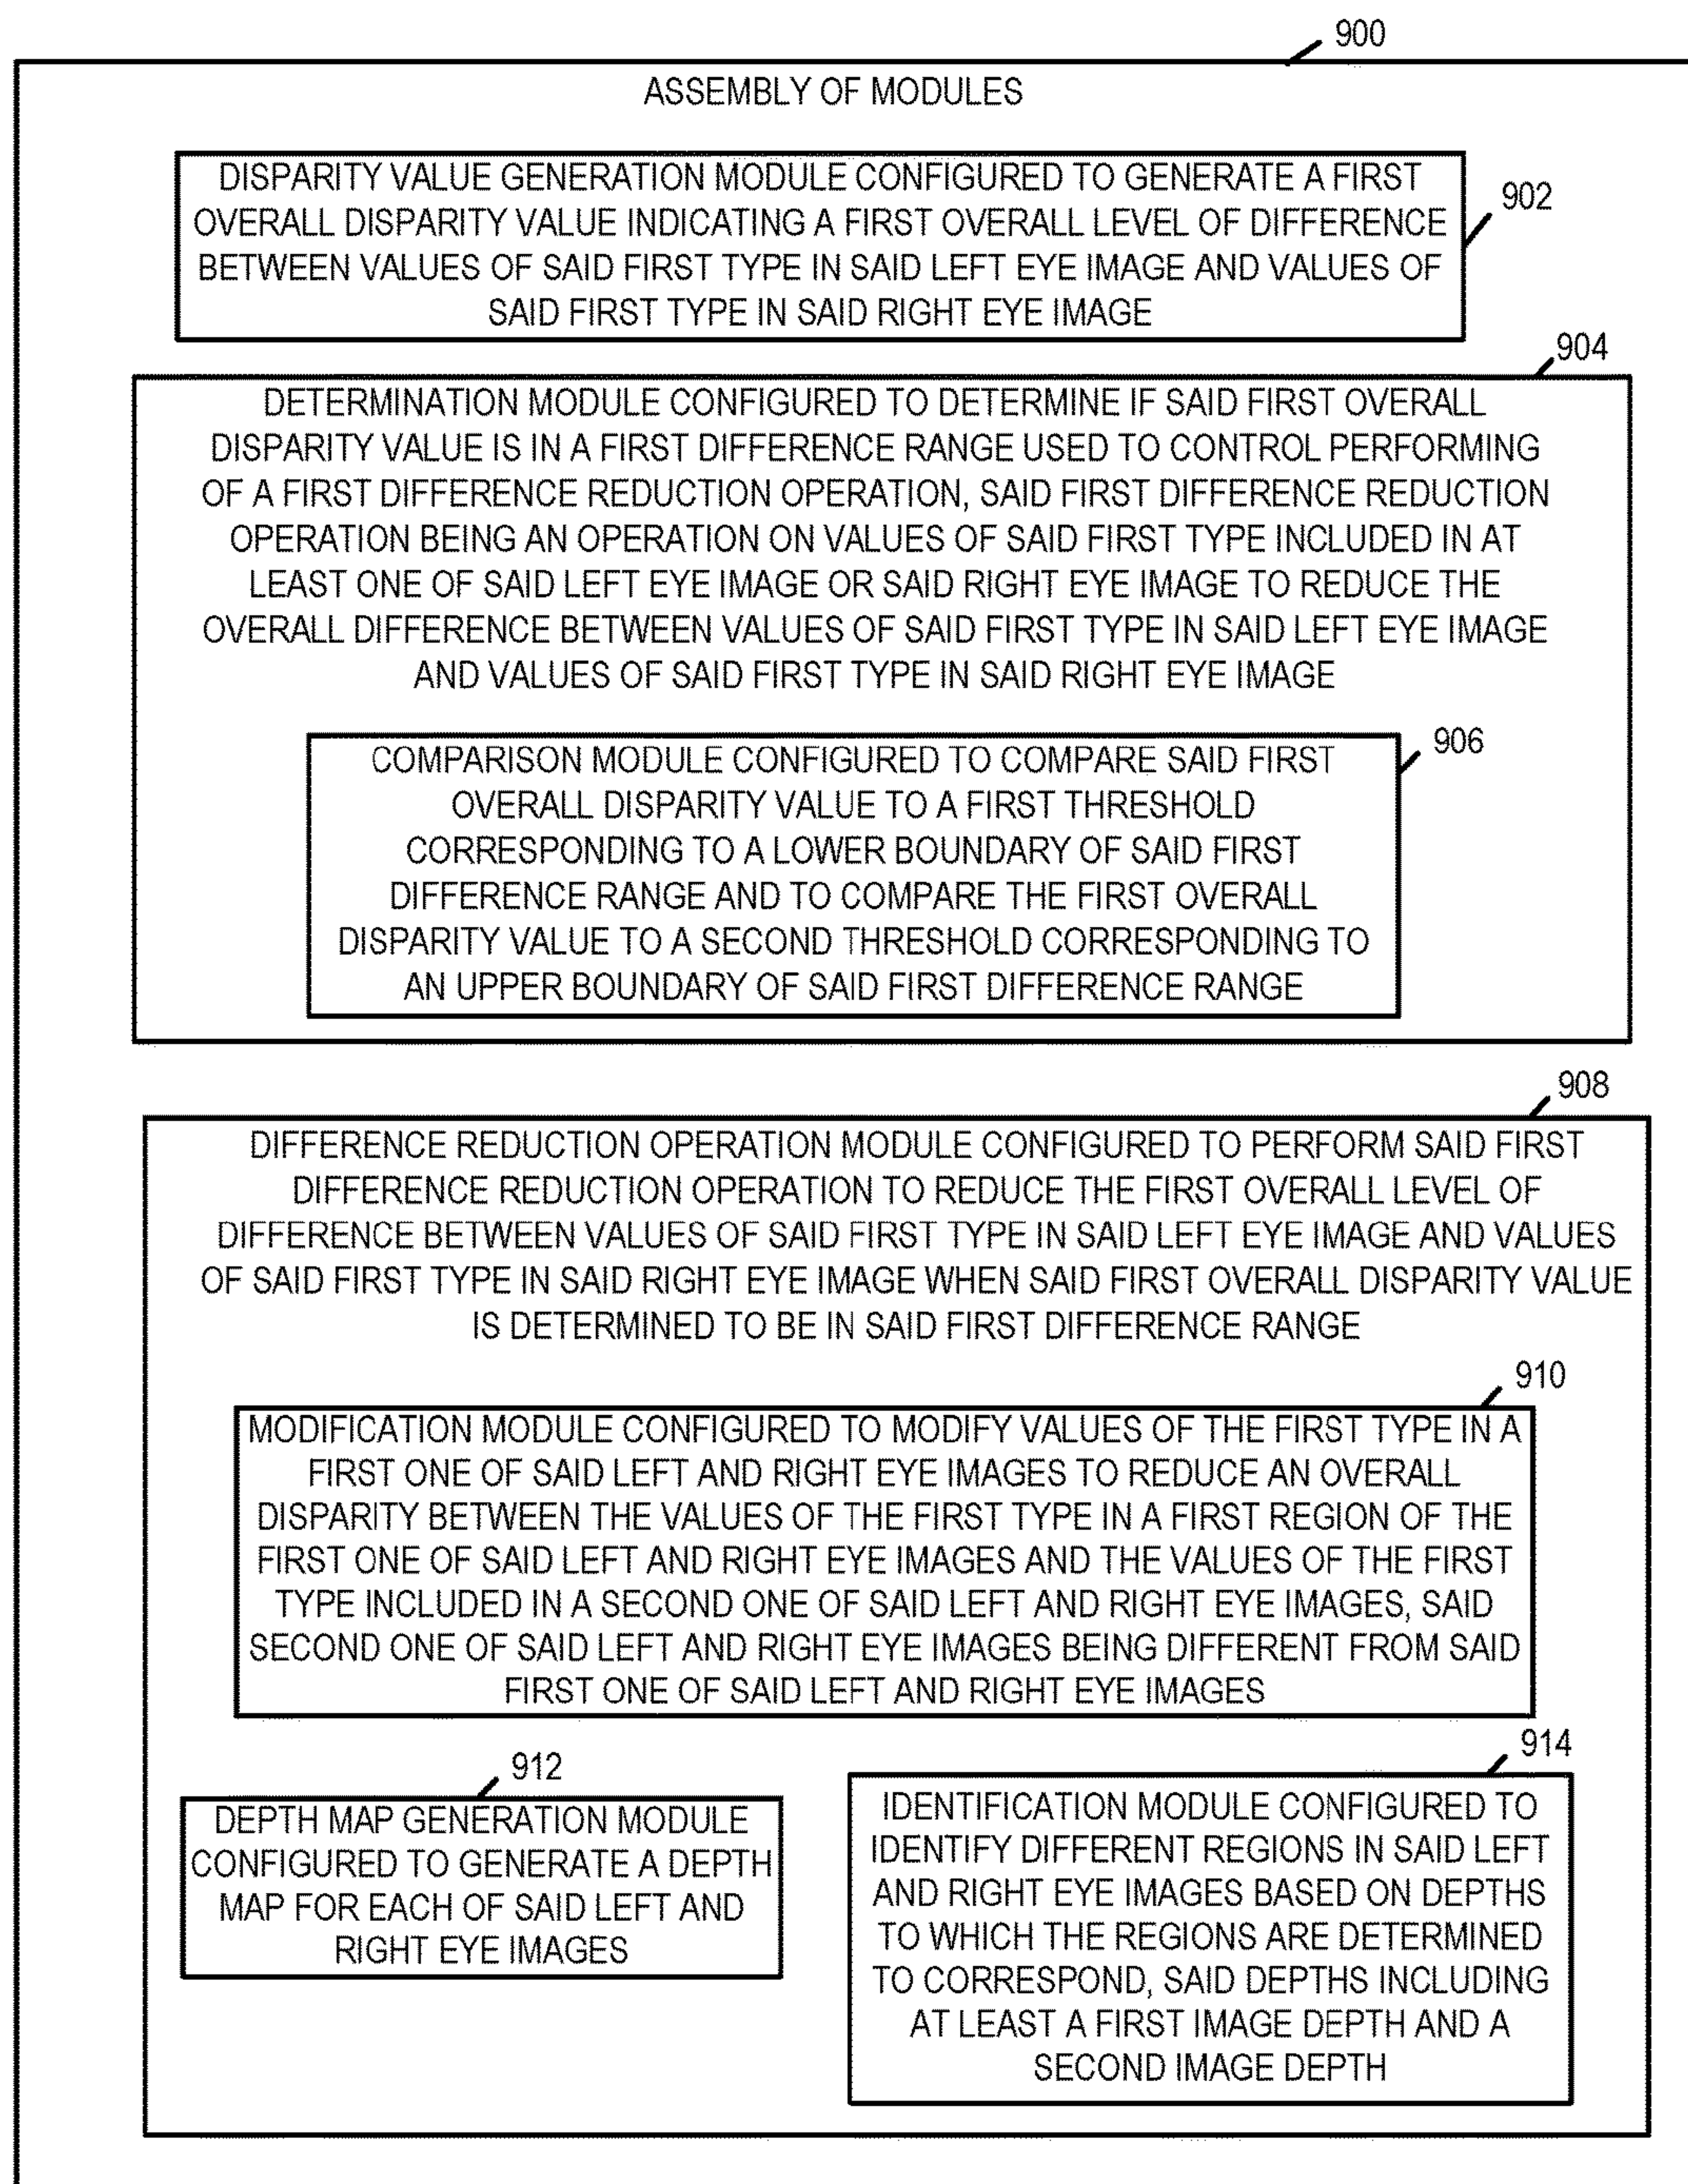 900
ASSEMBLY OF MODULES
DISPARITY VALUE GENERATION MODULE CONFIGURED TO GENERATE A FIRST
OVERALL DISPARITY VALUE INDICATING A FIRST OVERALL LEVEL OF DIFFERENCE
BETWEEN VALUES OF SAID FIRST TYPE IN SAID LEFT EYE IMAGE AND VALUES OF
SAID FIRST TYPE IN SAID RIGHT EYE IMAGE
902
904
DETERMINATION MODULE CONFIGURED TO DETERMINE IF SAID FIRST OVERALL
DISPARITY VALUE IS IN A FIRST DIFFERENCE RANGE USED TO CONTROL PERFORMING
OF A FIRST DIFFERENCE REDUCTION OPERATION, SAID FIRST DIFFERENCE REDUCTION
OPERATION BEING AN OPERATION ON VALUES OF SAID FIRST TYPE INCLUDED IN AT
LEAST ONE OF SAID LEFT EYE IMAGE OR SAID RIGHT EYE IMAGE TO REDUCE THE
OVERALL DIFFERENCE BETWEEN VALUES OF SAID FIRST TYPE IN SAID LEFT EYE IMAGE
AND VALUES OF SAID FIRST TYPE IN SAID RIGHT EYE IMAGE
906
COMPARISON MODULE CONFIGURED TO COMPARE SAID FIRST
OVERALL DISPARITY VALUE TO A FIRST THRESHOLD
CORRESPONDING TO A LOWER BOUNDARY OF SAID FIRST
DIFFERENCE RANGE AND TO COMPARE THE FIRST OVERALL
DISPARITY VALUE TO A SECOND THRESHOLD CORRESPONDING TO
AN UPPER BOUNDARY OF SAID FIRST DIFFERENCE RANGE
908
DIFFERENCE REDUCTION OPERATION MODULE CONFIGURED TO PERFORM SAID FIRST
DIFFERENCE REDUCTION OPERATION TO REDUCE THE FIRST OVERALL LEVEL OF
DIFFERENCE BETWEEN VALUES OF SAID FIRST TYPE IN SAID LEFT EYE IMAGE AND VALUES
OF SAID FIRST TYPE IN SAID RIGHT EYE IMAGE WHEN SAID FIRST OVERALL DISPARITY VALUE
IS DETERMINED TO BE IN SAID FIRST DIFFERENCE RANGE
910
MODIFICATION MODULE CONFIGURED TO MODIFY VALUES OF THE FIRST TYPE IN A
FIRST ONE OF SAID LEFT AND RIGHT EYE IMAGES TO REDUCE AN OVERALL
DISPARITY BETWEEN THE VALUES OF THE FIRST TYPE IN A FIRST REGION OF THE
FIRST ONE OF SAID LEFT AND RIGHT EYE IMAGES AND THE VALUES OF THE FIRST
TYPE INCLUDED IN A SECOND ONE OF SAID LEFT AND RIGHT EYE IMAGES, SAID
SECOND ONE OF SAID LEFT AND RIGHT EYE IMAGES BEING DIFFERENT FROM SAID
FIRST ONE OF SAID LEFT AND RIGHT EYE IMAGES
912
DEPTH MAP GENERATION MODULE
CONFIGURED TO GENERATE A DEPTH
MAP FOR EACH OF SAID LEFT AND
RIGHT EYE IMAGES
914
IDENTIFICATION MODULE CONFIGURED TO
IDENTIFY DIFFERENT REGIONS IN SAID LEFT
AND RIGHT EYE IMAGES BASED ON DEPTHS
TO WHICH THE REGIONS ARE DETERMINED
TO CORRESPOND, SAID DEPTHS INCLUDING
AT LEAST A FIRST IMAGE DEPTH AND A
SECOND IMAGE DEPTH